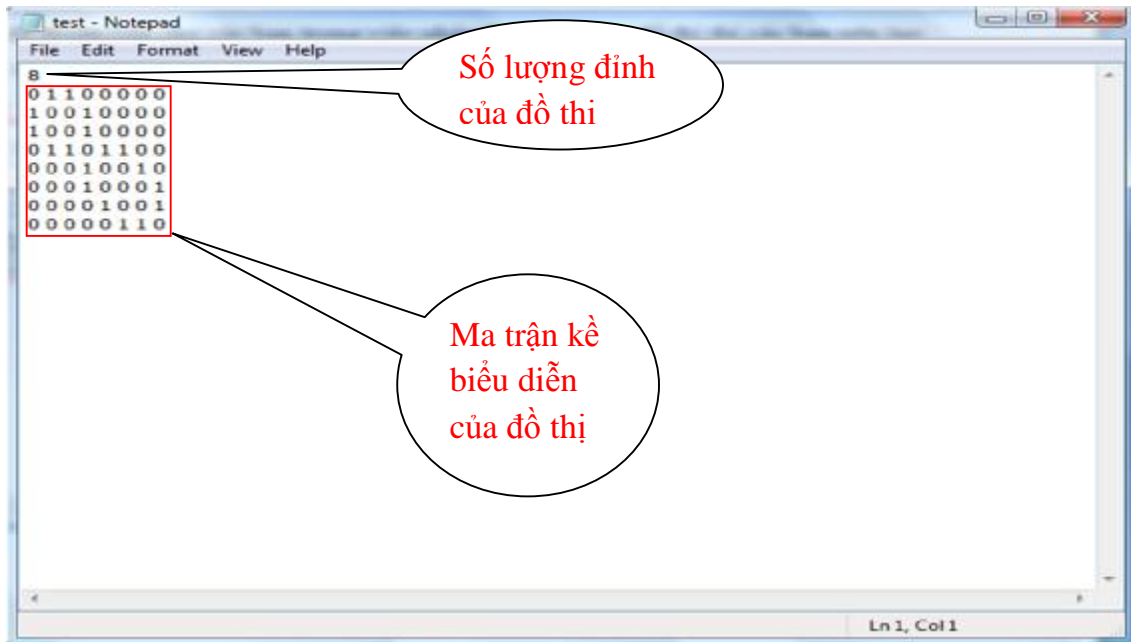 test - Notepad
File Edit Format View Help
8
0 1 1 0 0 0 0 0
1 0 0 1 0 0 0 0
1 0 0 1 0 0 0 0
0 1 1 0 1 1 0 0
0 0 0 1 0 0 1 0
0 0 0 1 0 0 0 1
0 0 0 0 1 0 0 1
0 0 0 0 0 1 1 0
Số lượng đỉnh
của đồ thi
Ma trận kề
biểu diễn
của đồ thị
Ln 1, Col 1